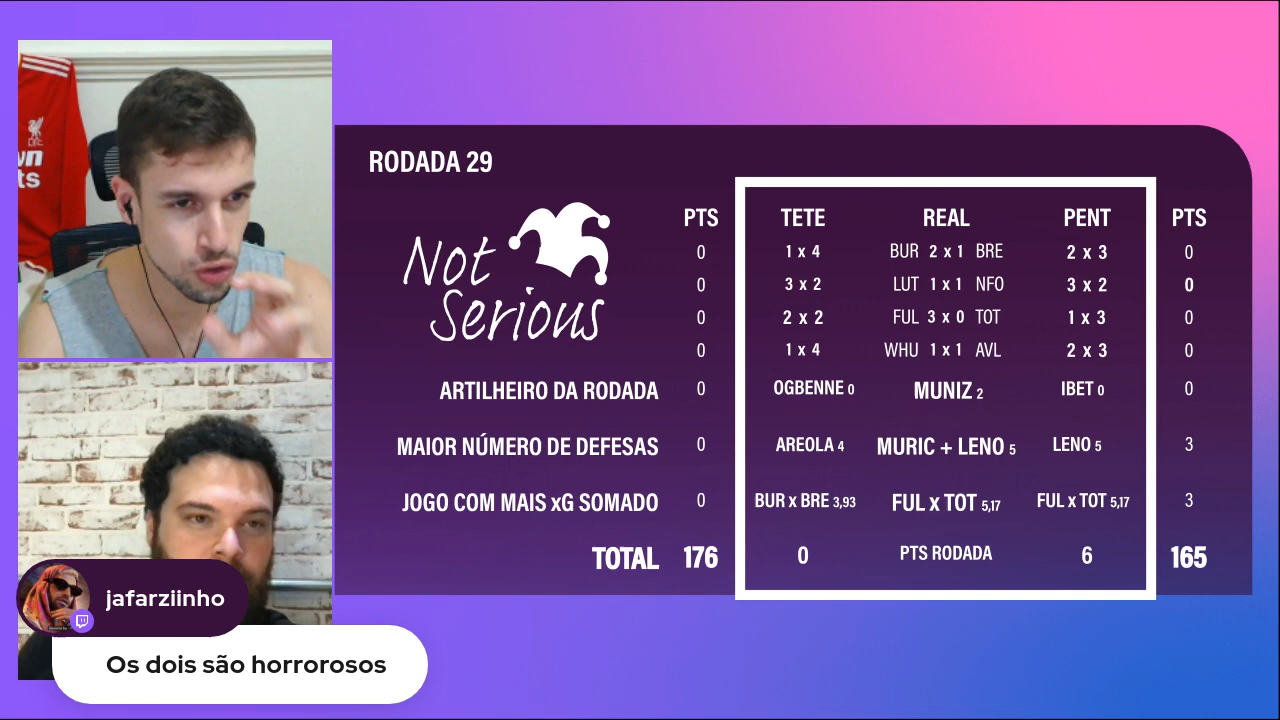 wn
ts
RODADA 29
Not
Serious
PTS TETE REAL PENT PTS
0 1 x 4 BUR 2 x 1 BRE 2 x 3 0
0 3 x 2 LUT 1 x 1 NFO 3 x 2 0
0 2 x 2 FUL 3 x 0 TOT 1 x 3 0
0 1 x 4 WHU 1 x 1 AVL 2 x 3 0
ARTILHEIRO DA RODADA 0 OGBENNE 0 MUNIZ 2 IBET 0 0
MAIOR NÚMERO DE DEFESAS 0 AREOLA 4 MURIC + LENO 5 LENO 5 3
JOGO COM MAIS xG SOMADO 0 BUR x BRE 3,93 FUL x TOT 5,17 FUL x TOT 5,17 3
TOTAL 176 0 PTS RODADA 6 165
jafarziinho
Os dois são horrorosos